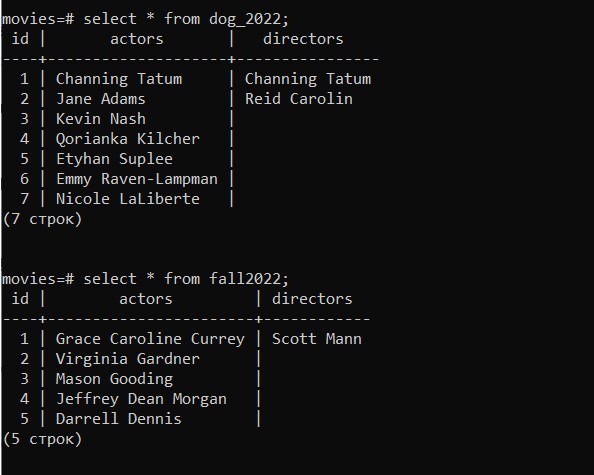 movies=# select * from dog_2022;
 id |       actors       |   directors
----+--------------------+----------------
  1 | Channing Tatum     | Channing Tatum
  2 | Jane Adams         | Reid Carolin
  3 | Kevin Nash         |
  4 | Qorianka Kilcher   |
  5 | Etyhan Suplee      |
  6 | Emmy Raven-Lampman |
  7 | Nicole LaLiberte   |
(7 строк)
movies=# select * from fall2022;
 id |        actors         | directors
----+-----------------------+------------
  1 | Grace Caroline Currey | Scott Mann
  2 | Virginia Gardner      |
  3 | Mason Gooding         |
  4 | Jeffrey Dean Morgan   |
  5 | Darrell Dennis        |
(5 строк)